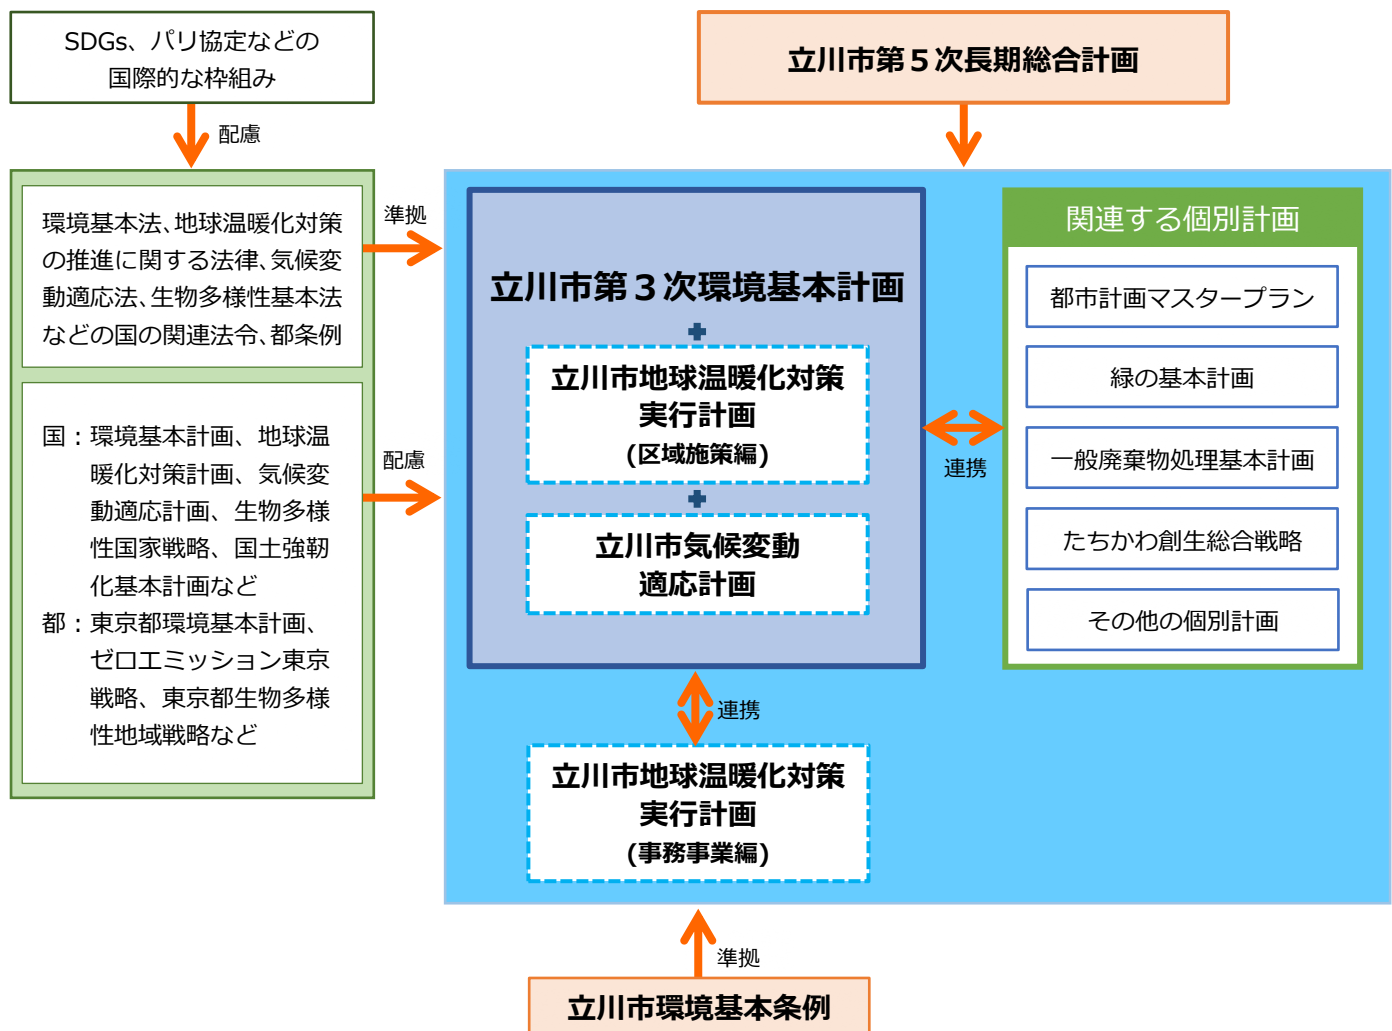 SDGs、パリ協定などの
国際的な枠組み
配慮
環境基本法、地球温暖化対策
の推進に関する法律、気候変
動適応法、生物多様性基本法
などの国の関連法令、都条例
準拠
国：環境基本計画、地球温
暖化対策計画、気候変
動適応計画、生物多様
性国家戦略、国土強靭
化基本計画など
都：東京都環境基本計画、
ゼロエミッション東京
戦略、東京都生物多様
性地域戦略など
配慮
立川市第５次長期総合計画
立川市第３次環境基本計画
立川市地球温暖化対策
実行計画
(区域施策編)
立川市気候変動
適応計画
連携
関連する個別計画
都市計画マスタープラン
緑の基本計画
一般廃棄物処理基本計画
たちかわ創生総合戦略
その他の個別計画
連携
立川市地球温暖化対策
実行計画
(事務事業編)
準拠
立川市環境基本条例